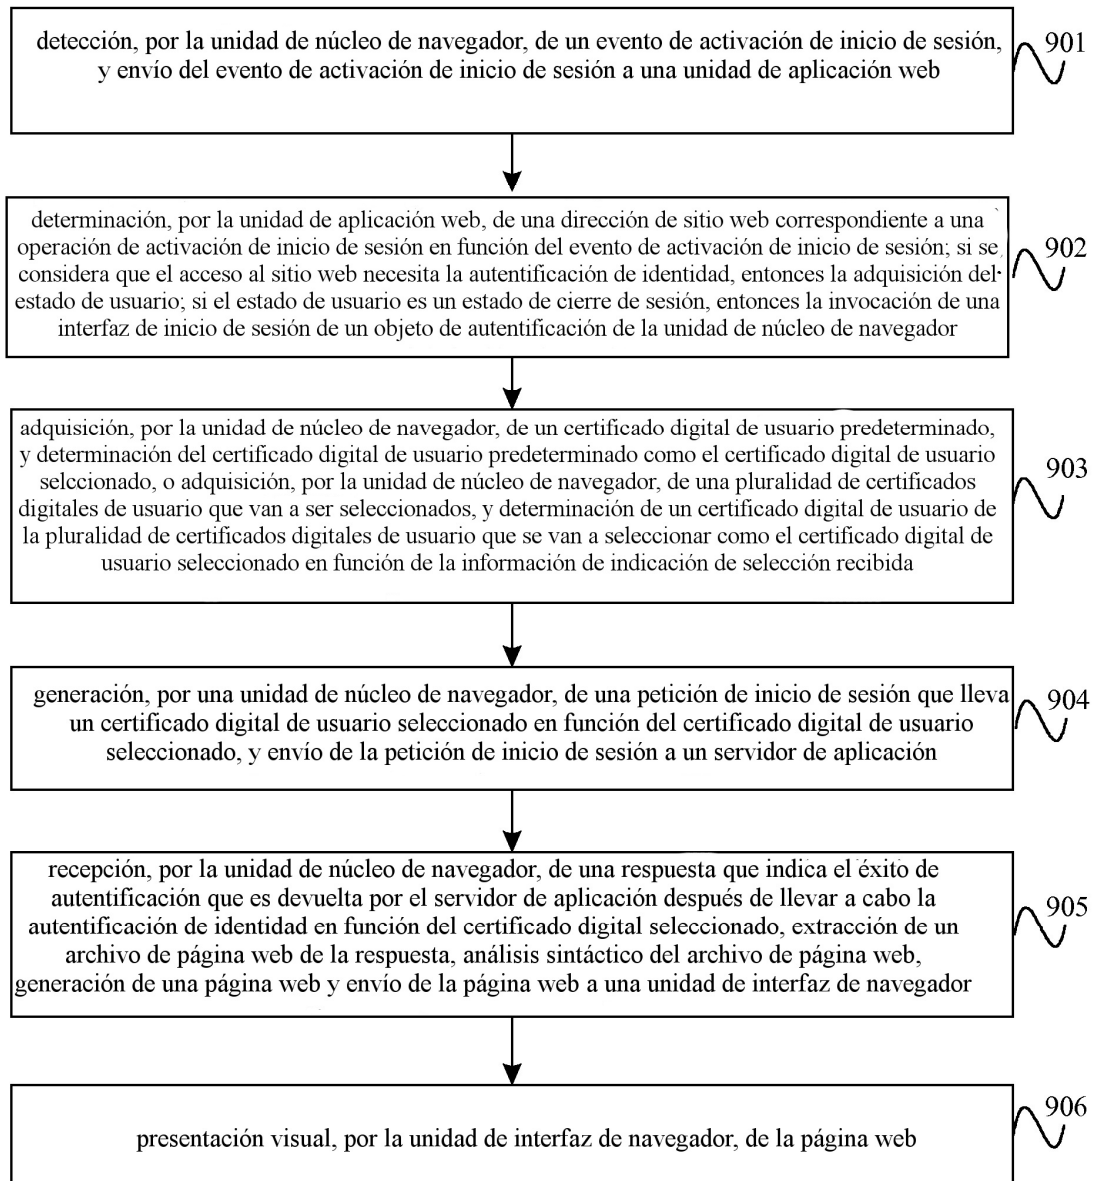 detección, por la unidad de núcleo de navegador, de un evento de activación de inicio de sesión,
y envío del evento de activación de inicio de sesión a una unidad de aplicación web
901
determinación, por la unidad de aplicación web, de una dirección de sitio web correspondiente a una
operación de activación de inicio de sesión en función del evento de activación de inicio de sesión; si se
considera que el acceso al sitio web necesita la autentificación de identidad, entonces la adquisición del
estado de usuario; si el estado de usuario es un estado de cierre de sesión, entonces la invocación de una
interfaz de inicio de sesión de un objeto de autentificación de la unidad de núcleo de navegador
902
adquisición, por la unidad de núcleo de navegador, de un certificado digital de usuario predeterminado,
y determinación del certificado digital de usuario predeterminado como el certificado digital de usuario
selccionado, o adquisición, por la unidad de núcleo de navegador, de una pluralidad de certificados
digitales de usuario que van a ser seleccionados, y determinación de un certificado digital de usuario de
la pluralidad de certificados digitales de usuario que se van a seleccionar como el certificado digital de
usuario seleccionado en función de la información de indicación de selección recibida
903
generación, por una unidad de núcleo de navegador, de una petición de inicio de sesión que lleva
un certificado digital de usuario seleccionado en función del certificado digital de usuario
seleccionado, y envío de la petición de inicio de sesión a un servidor de aplicación
904
recepción, por la unidad de núcleo de navegador, de una respuesta que indica el éxito de
autentificación que es devuelta por el servidor de aplicación después de llevar a cabo la
autentificación de identidad en función del certificado digital seleccionado, extracción de un
archivo de página web de la respuesta, análisis sintáctico del archivo de página web,
generación de una página web y envío de la página web a una unidad de interfaz de navegador
905
presentación visual, por la unidad de interfaz de navegador, de la página web
906